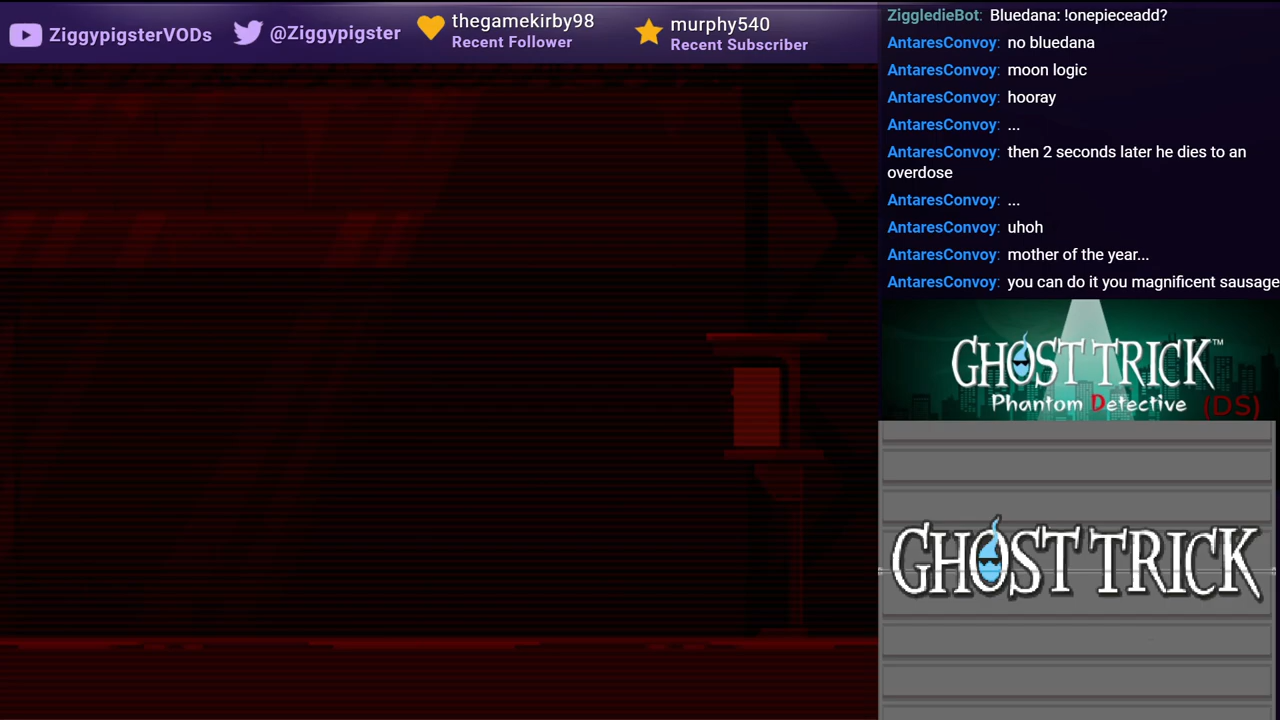 ZiggypigsterVODs
@Ziggypigster
thegamekirby98
Recent Follower
murphy540
Recent Subscriber
ZiggledieBot: Bluedana: !onepieceadd?
AntaresConvoy: no bluedana
AntaresConvoy: moon logic
AntaresConvoy: hooray
AntaresConvoy: ...
AntaresConvoy: then 2 seconds later he dies to an
overdose
AntaresConvoy: ...
AntaresConvoy: uhoh
AntaresConvoy: mother of the year...
AntaresConvoy: you can do it you magnificent sausage
GHOST TRICK™
Phantom Detective (DS)
GHOST TRICK